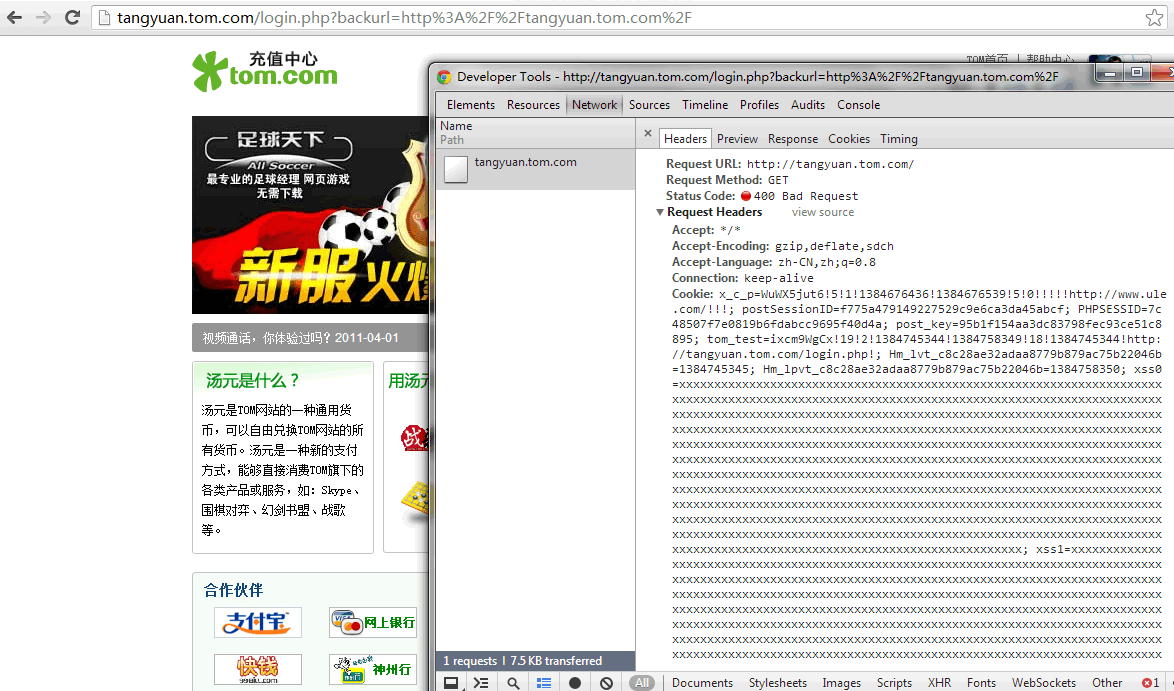 tangyuan.tom.com/login.php?backurl=http%3A%2F%2Ftangyuan.tom.com%2F
充值中心
tom.com
TOM首页 | 帮助中心
足球天下
All Soccer
最专业的足球经理 网页游戏
无需下载
新服火爆
视频通话，你体验过吗？2011-04-01
汤元是什么？
汤元是TOM网站的一种通用货
币，可以自由兑换TOM网站的所
有货币。汤元是一种新的支付
方式，能够直接消费TOM旗下的
各类产品或服务，如：Skype、
围棋对弈、幻剑书盟、战歌
等。
用汤元
战
合作伙伴
支付宝
网上银行
快钱
99Bill.com
神州行
Developer Tools - http://tangyuan.tom.com/login.php?backurl=http%3A%2F%2Ftangyuan.tom.com%2F
Elements Resources Network Sources Timeline Profiles Audits Console
Name
Path
tangyuan.tom.com
× Headers Preview Response Cookies Timing
Request URL: http://tangyuan.tom.com/
Request Method: GET
Status Code: 400 Bad Request
Request Headers view source
Accept: */*
Accept-Encoding: gzip,deflate,sdch
Accept-Language: zh-CN,zh;q=0.8
Connection: keep-alive
Cookie: x_c_p=WuWX5jut6!5!1!1384676436!1384676539!5!0!!!!!http://www.ule
.com/!!!; postSessionID=f775a479149227529c9e6ca3da45abcf; PHPSESSID=7c
48507f7e0819b6fdabcc9695f40d4a; post_key=95b1f154aa3dc83798fec93ce51c8
895; tom_test=ixcm9WgCx!19!2!1384745344!1384758349!18!1384745344!http:
//tangyuan.tom.com/login.php!; Hm_lvt_c8c28ae32adaa8779b879ac75b22046b
=1384745345; Hm_lpvt_c8c28ae32adaa8779b879ac75b22046b=1384758350; xss0
=xxxxxxxxxxxxxxxxxxxxxxxxxxxxxxxxxxxxxxxxxxxxxxxxxxxxxxxxxxxxxxxxxxxxx
xxxxxxxxxxxxxxxxxxxxxxxxxxxxxxxxxxxxxxxxxxxxxxxxxx; xss1=xxxxxxxxxxxxx
1 requests | 7.5 KB transferred
All Documents Stylesheets Images Scripts XHR Fonts WebSockets Other 1